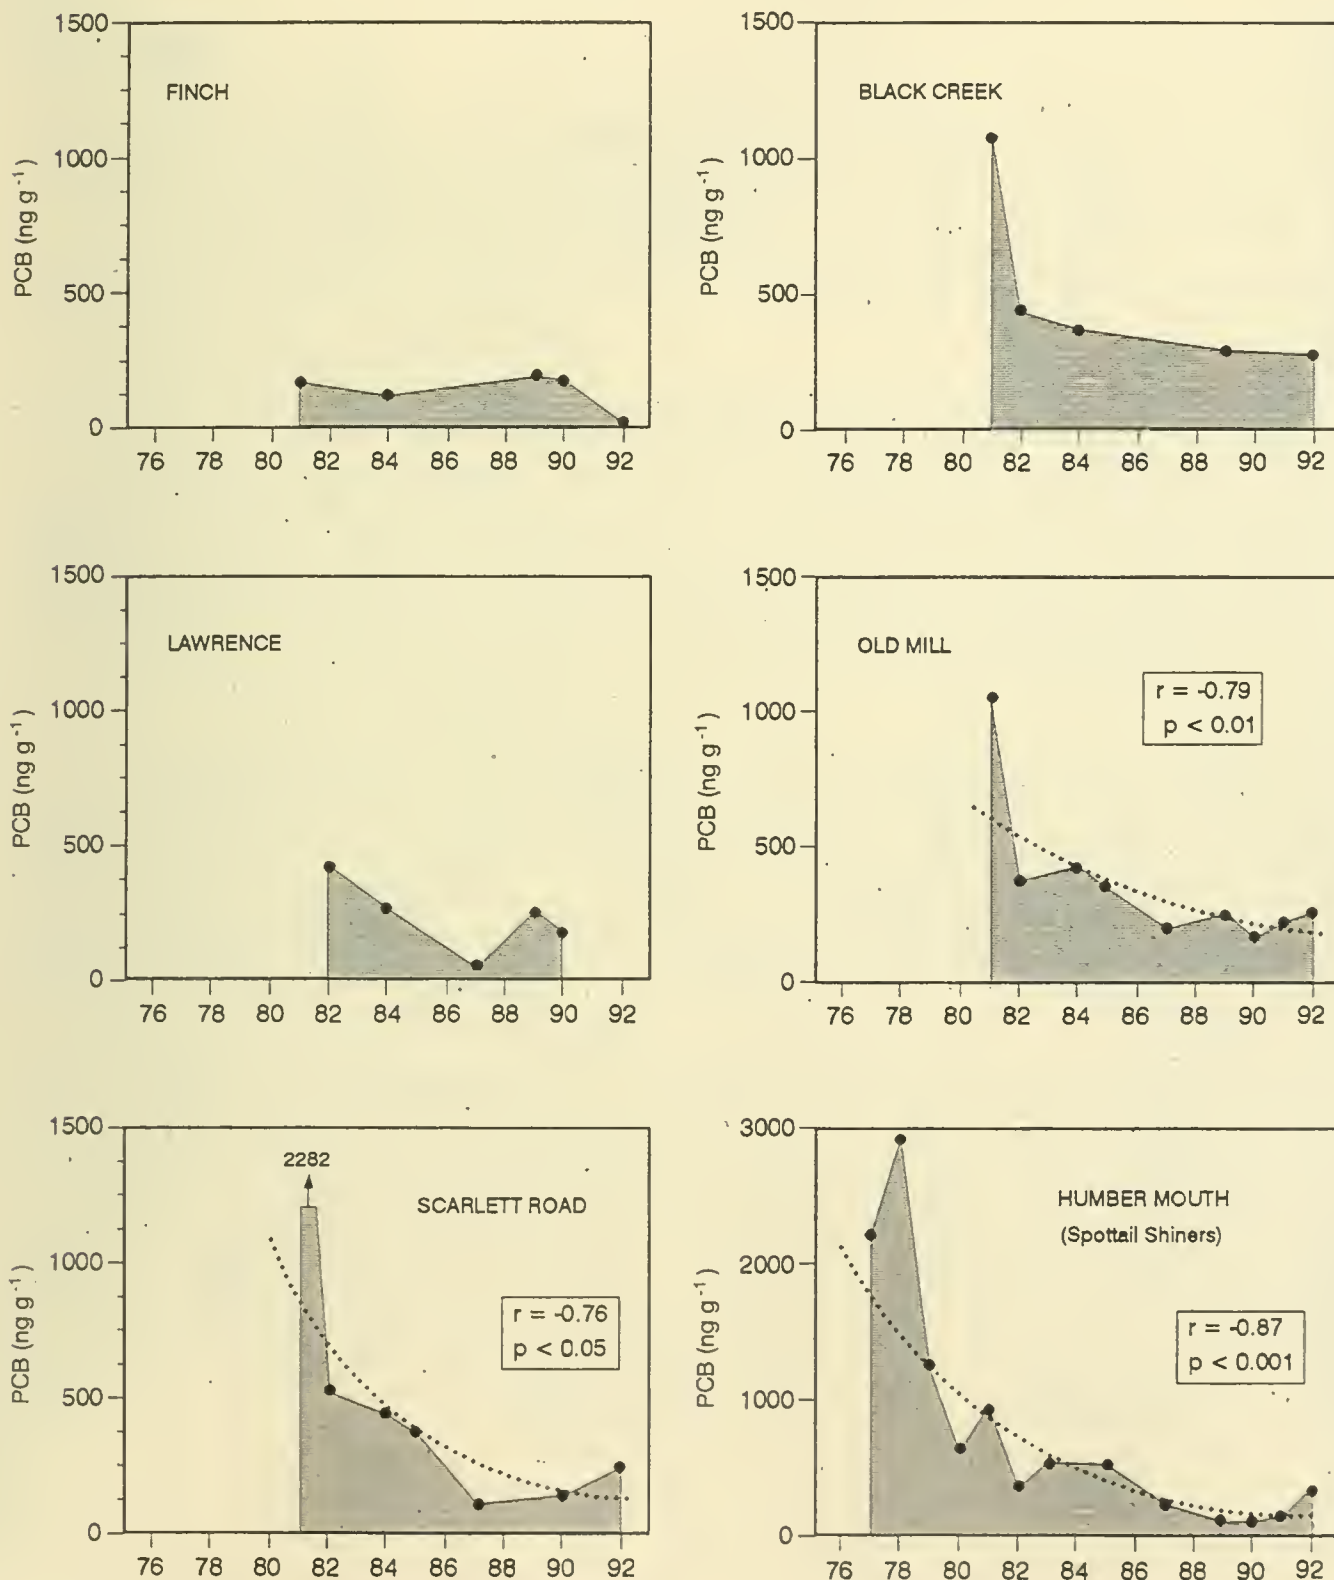 FINCH
PCB (ng g⁻¹)
1500
1000
500
0
76 78 80 82 84 86 88 90 92
BLACK CREEK
PCB (ng g⁻¹)
1500
1000
500
0
76 78 80 82 84 86 88 90 92
LAWRENCE
PCB (ng g⁻¹)
1500
1000
500
0
76 78 80 82 84 86 88 90 92
OLD MILL
r = -0.79
p < 0.01
PCB (ng g⁻¹)
1500
1000
500
0
76 78 80 82 84 86 88 90 92
SCARLETT ROAD
2282
r = -0.76
p < 0.05
PCB (ng g⁻¹)
1500
1000
500
0
76 78 80 82 84 86 88 90 92
HUMBER MOUTH
(Spottail Shiners)
r = -0.87
p < 0.001
PCB (ng g⁻¹)
3000
2000
1000
0
76 78 80 82 84 86 88 90 92